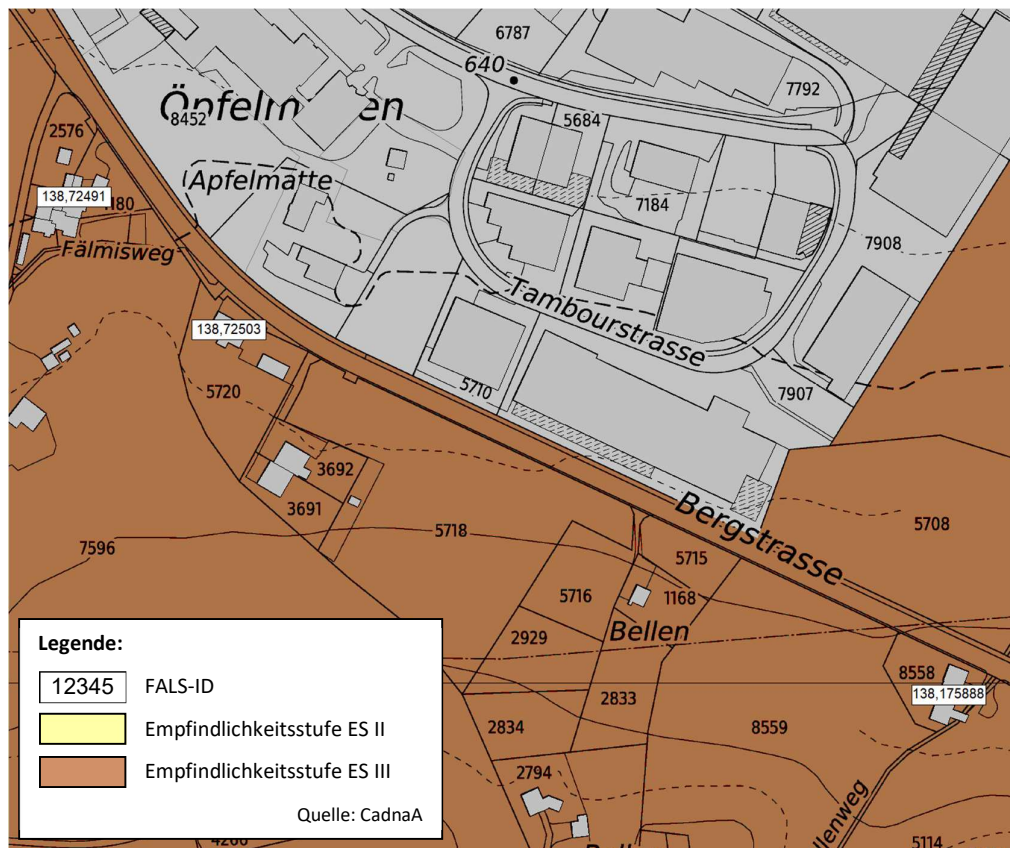 6787
640
7792
Öpfelm
en
8452
5684
2576
Apfelmatte
138,72491
180
7184
7908
Fälmisweg
Tambourstrasse
138,72503
5720
5710
7907
3692
3691
5718
Bergstrasse
5708
7596
5715
5716
1168
2929
Bellen
8558
138,175888
2833
2834
8559
2794
llenweg
5114
Legende:
12345 FALS-ID
Empfindlichkeitsstufe ES II
Empfindlichkeitsstufe ES III
Quelle: CadnaA